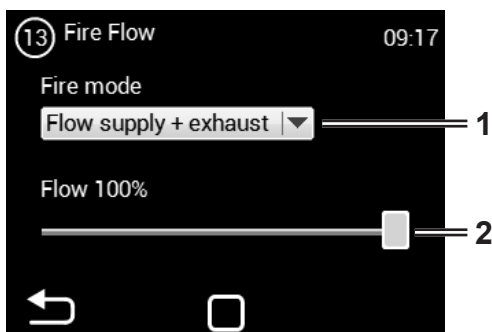 13 Fire Flow 09:17
Fire mode
Flow supply + exhaust 1
Flow 100%
2